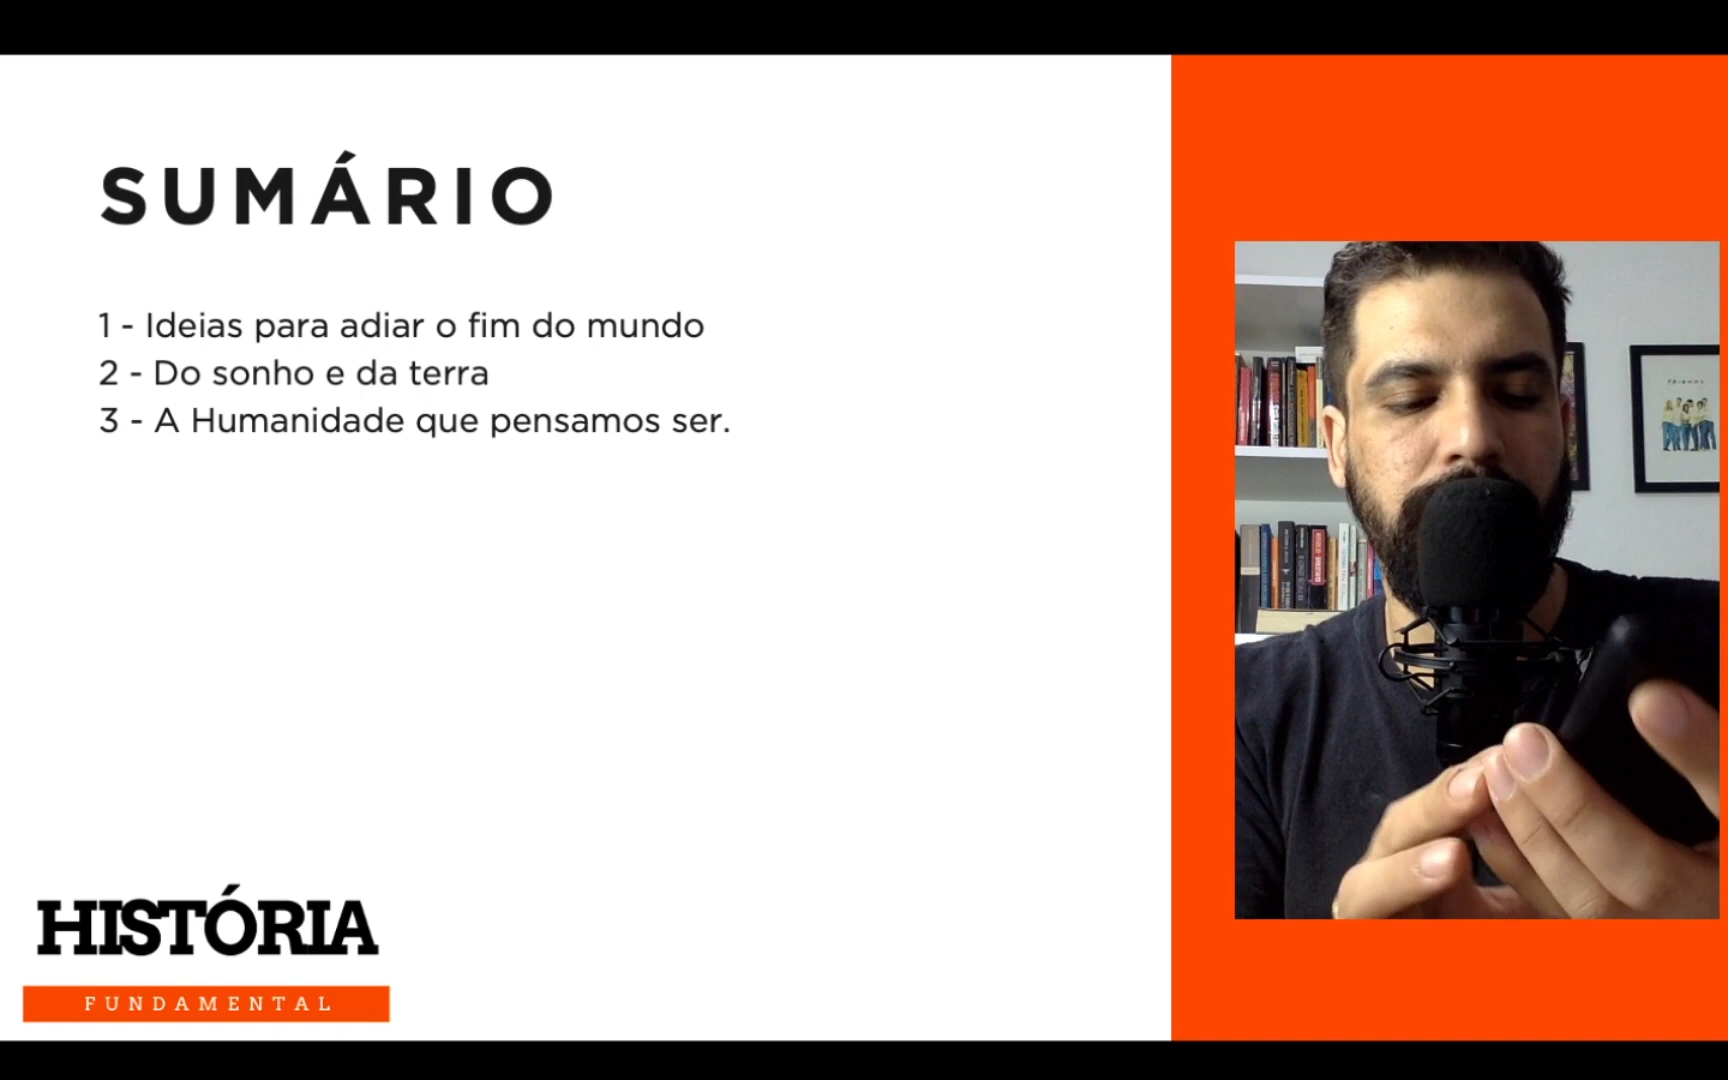 SUMÁRIO
1 - Ideias para adiar o fim do mundo
2 - Do sonho e da terra
3 - A Humanidade que pensamos ser.
HISTÓRIA
FUNDAMENTAL
FRIENDS